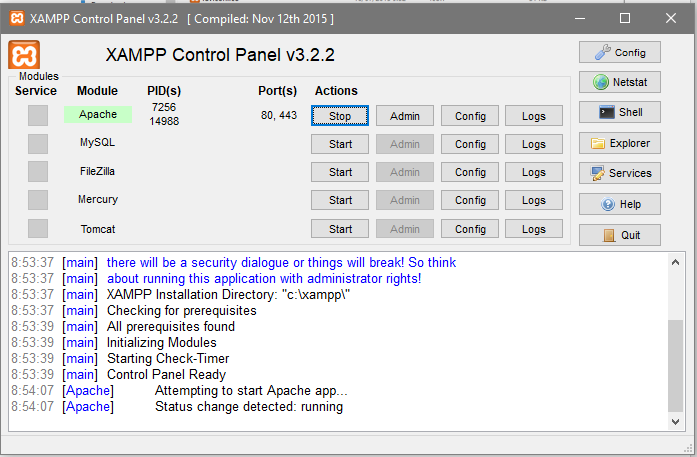 XAMPP Control Panel v3.2.2 [ Compiled: Nov 12th 2015 ]
XAMPP Control Panel v3.2.2
Config
Modules
Service Module PID(s) Port(s) Actions
Netstat
Apache 7256 14988 80, 443 Stop Admin Config Logs
Shell
MySQL Start Admin Config Logs
Explorer
FileZilla Start Admin Config Logs
Services
Mercury Start Admin Config Logs
Help
Tomcat Start Admin Config Logs
Quit
8:53:37 [main] there will be a security dialogue or things will break! So think
8:53:37 [main] about running this application with administrator rights!
8:53:37 [main] XAMPP Installation Directory: "c:\xampp\"
8:53:37 [main] Checking for prerequisites
8:53:39 [main] All prerequisites found
8:53:39 [main] Initializing Modules
8:53:39 [main] Starting Check-Timer
8:53:39 [main] Control Panel Ready
8:54:07 [Apache] Attempting to start Apache app...
8:54:07 [Apache] Status change detected: running